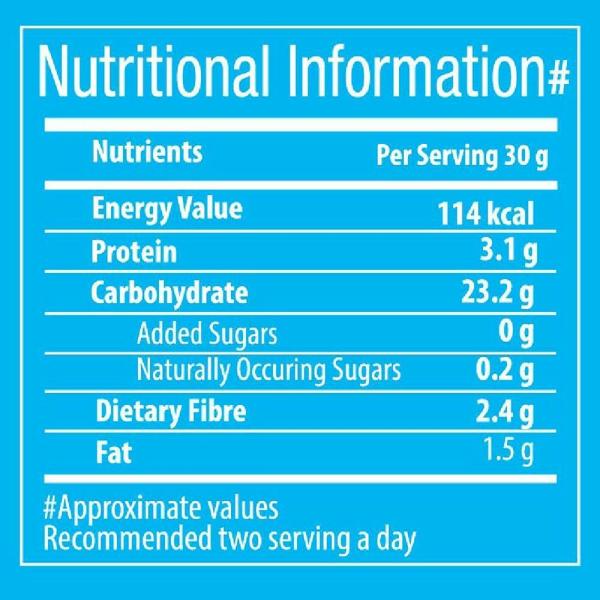 Nutritional Information#
Nutrients Per Serving 30 g
Energy Value 114 kcal
Protein 3.1 g
Carbohydrate 23.2 g
Added Sugars 0 g
Naturally Occuring Sugars 0.2 g
Dietary Fibre 2.4 g
Fat 1.5 g
#Approximate values
Recommended two serving a day